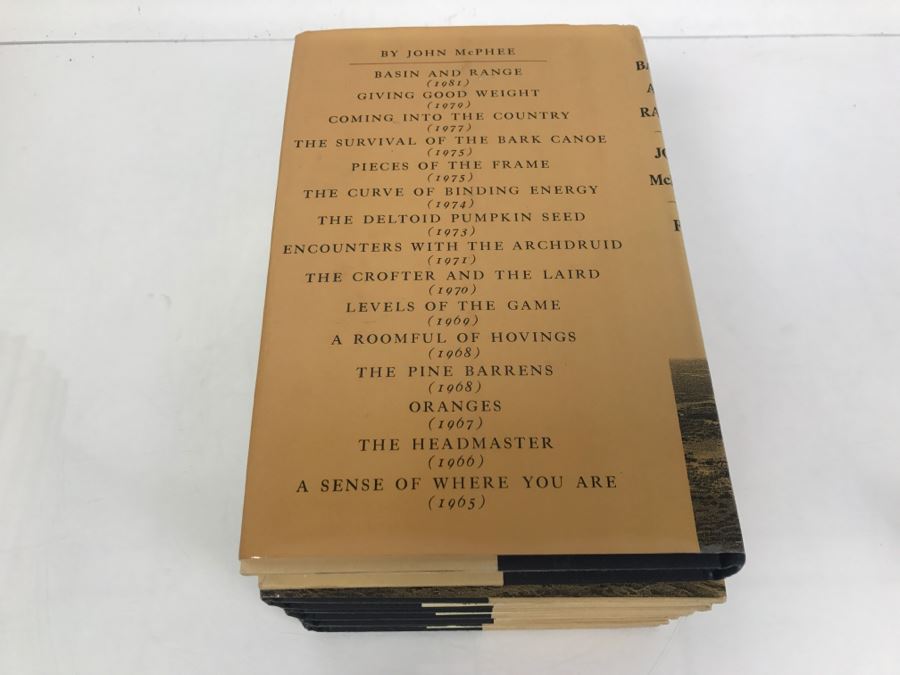 BY JOHN McPHEE
BASIN AND RANGE
(1981)
GIVING GOOD WEIGHT
(1979)
COMING INTO THE COUNTRY
(1977)
THE SURVIVAL OF THE BARK CANOE
(1975)
PIECES OF THE FRAME
(1975)
THE CURVE OF BINDING ENERGY
(1974)
THE DELTOID PUMPKIN SEED
(1973)
ENCOUNTERS WITH THE ARCHDRUID
(1971)
THE CROFTER AND THE LAIRD
(1970)
LEVELS OF THE GAME
(1969)
A ROOMFUL OF HOVINGS
(1968)
THE PINE BARRENS
(1968)
ORANGES
(1967)
THE HEADMASTER
(1966)
A SENSE OF WHERE YOU ARE
(1965)